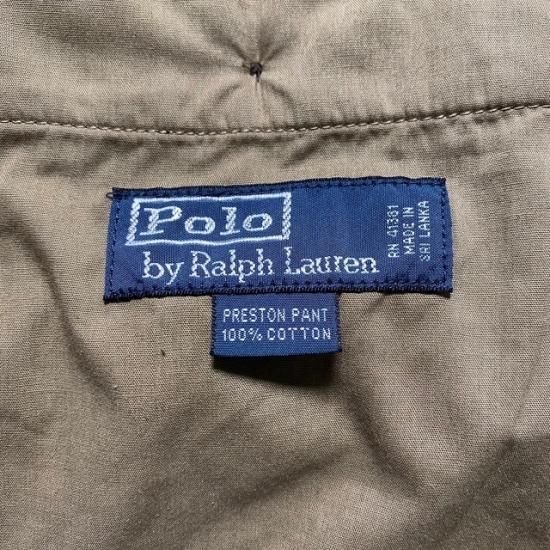 Polo
by Ralph Lauren
RN 41381
MADE IN
SRI LANKA
PRESTON PANT
100% COTTON